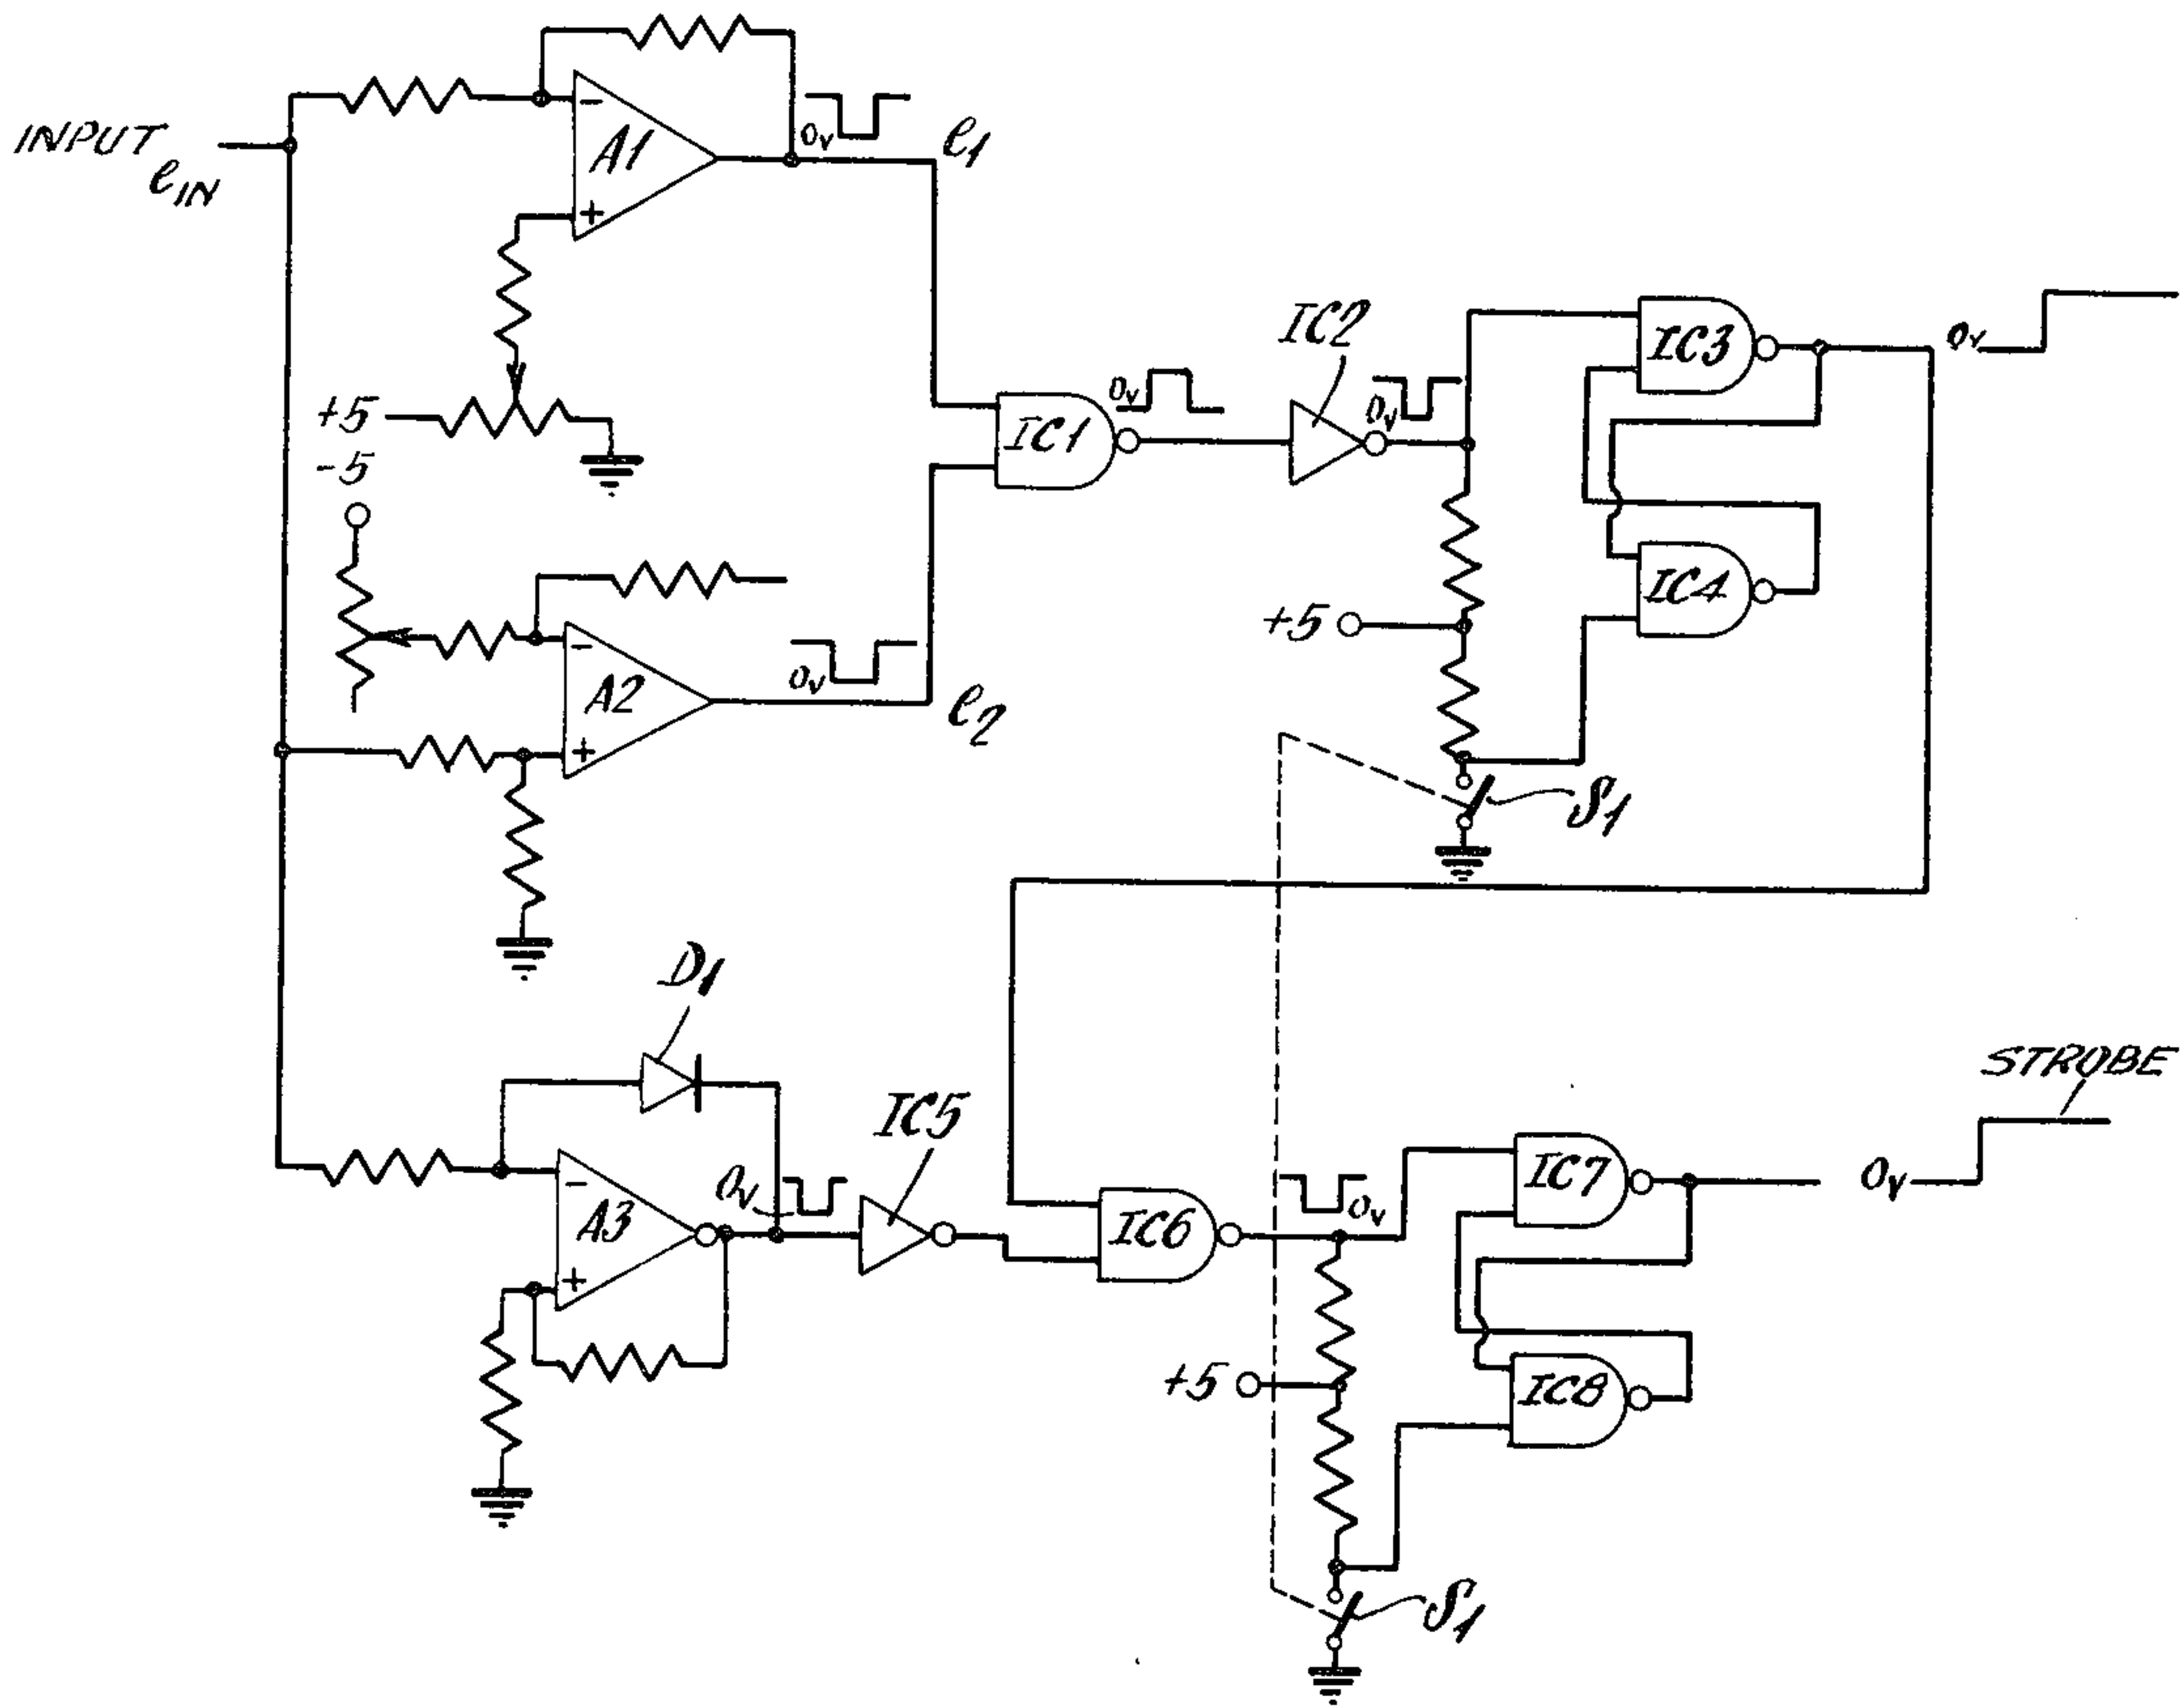 INPUT
eIN
−
A1
+
0V
e1
+5
-5
−
A2
+
0V
e2
IC1
0V
IC2
0V
IC3
0V
IC4
+5
S1
D1
−
A3
+
0V
IC5
IC6
0V
IC7
0V
STROBE
+5
IC8
S1